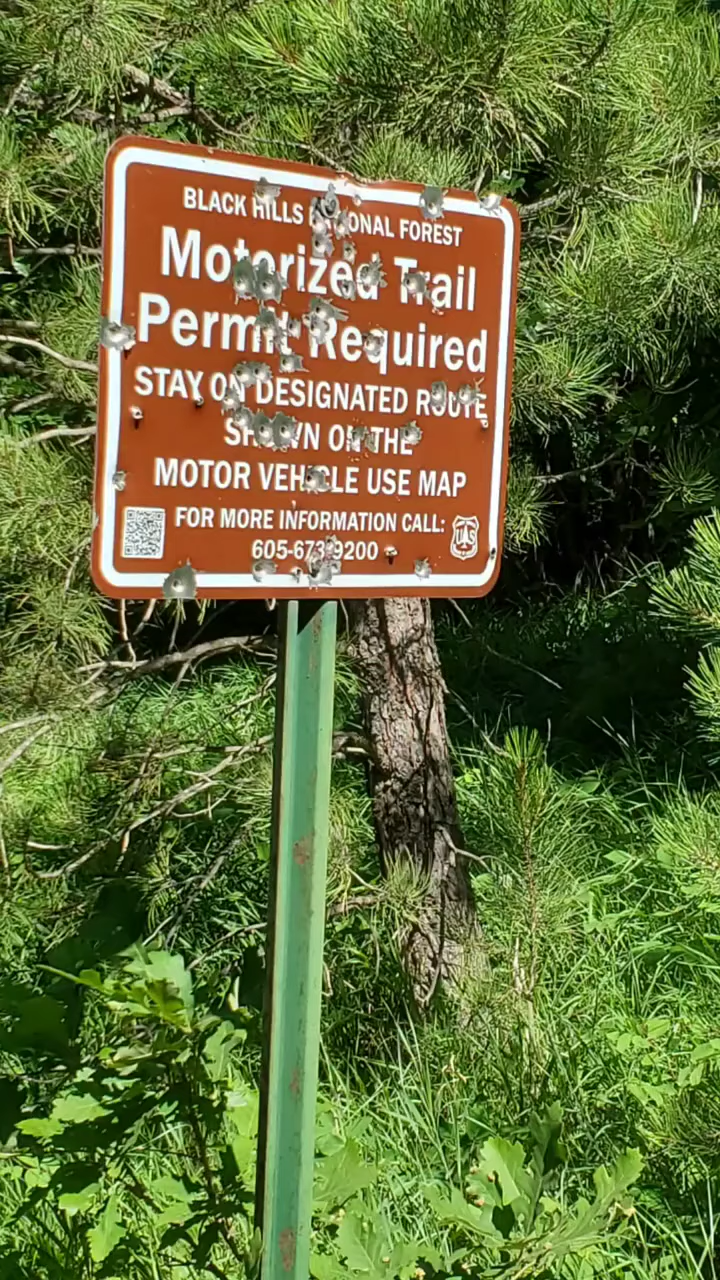 BLACK HILLS NATIONAL FOREST
Motorized Trail
Permit Required
STAY ON DESIGNATED ROUTE
SHOWN ON THE
MOTOR VEHICLE USE MAP
FOR MORE INFORMATION CALL:
605-673-9200
UAS